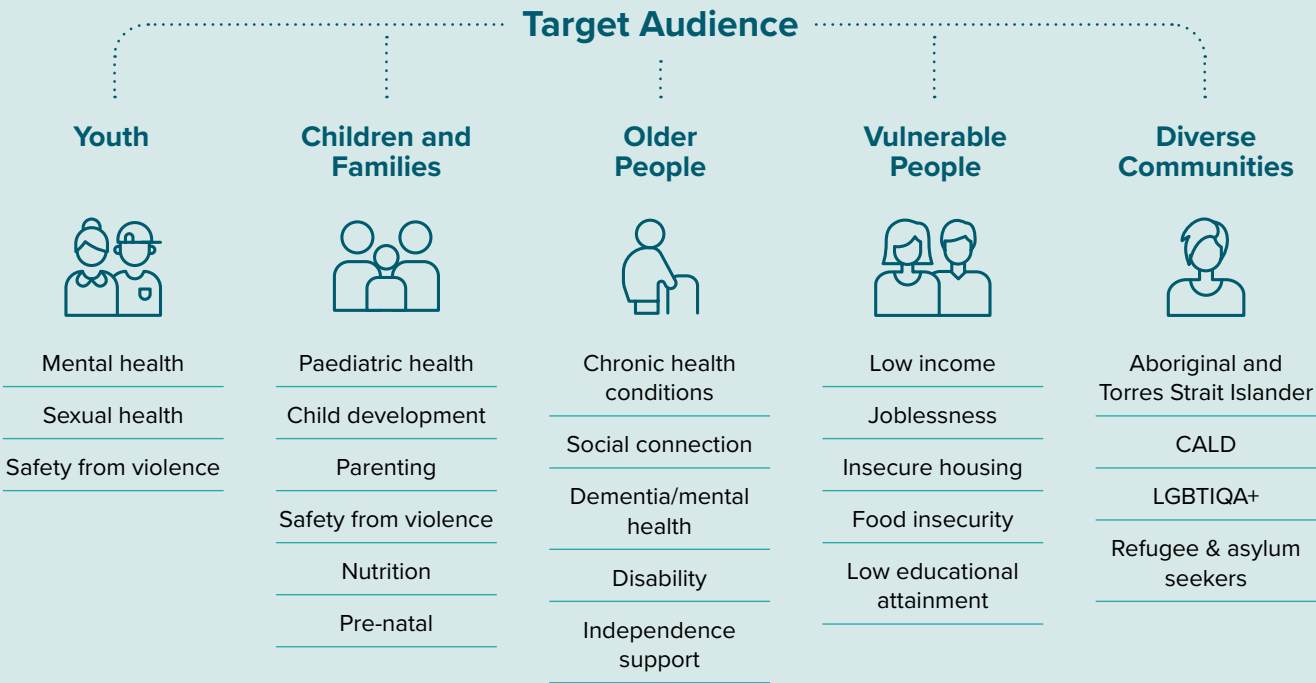 Target Audience
Youth
Mental health
Sexual health
Safety from violence
Children and
Families
Paediatric health
Child development
Parenting
Safety from violence
Nutrition
Pre-natal
Older
People
Chronic health
conditions
Social connection
Dementia/mental
health
Disability
Independence
support
Vulnerable
People
Low income
Joblessness
Insecure housing
Food insecurity
Low educational
attainment
Diverse
Communities
Aboriginal and
Torres Strait Islander
CALD
LGBTIQA+
Refugee & asylum
seekers